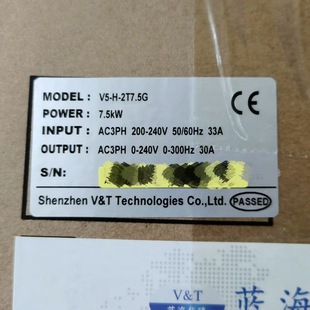 MODEL : V5-H-2T7.5G
POWER : 7.5kW
INPUT : AC3PH 200-240V 50/60Hz 33A
OUTPUT : AC3PH 0-240V 0-300Hz 30A
S/N:
Shenzhen V&T Technologies Co.,Ltd. PASSED
CE
V&T
蓝海